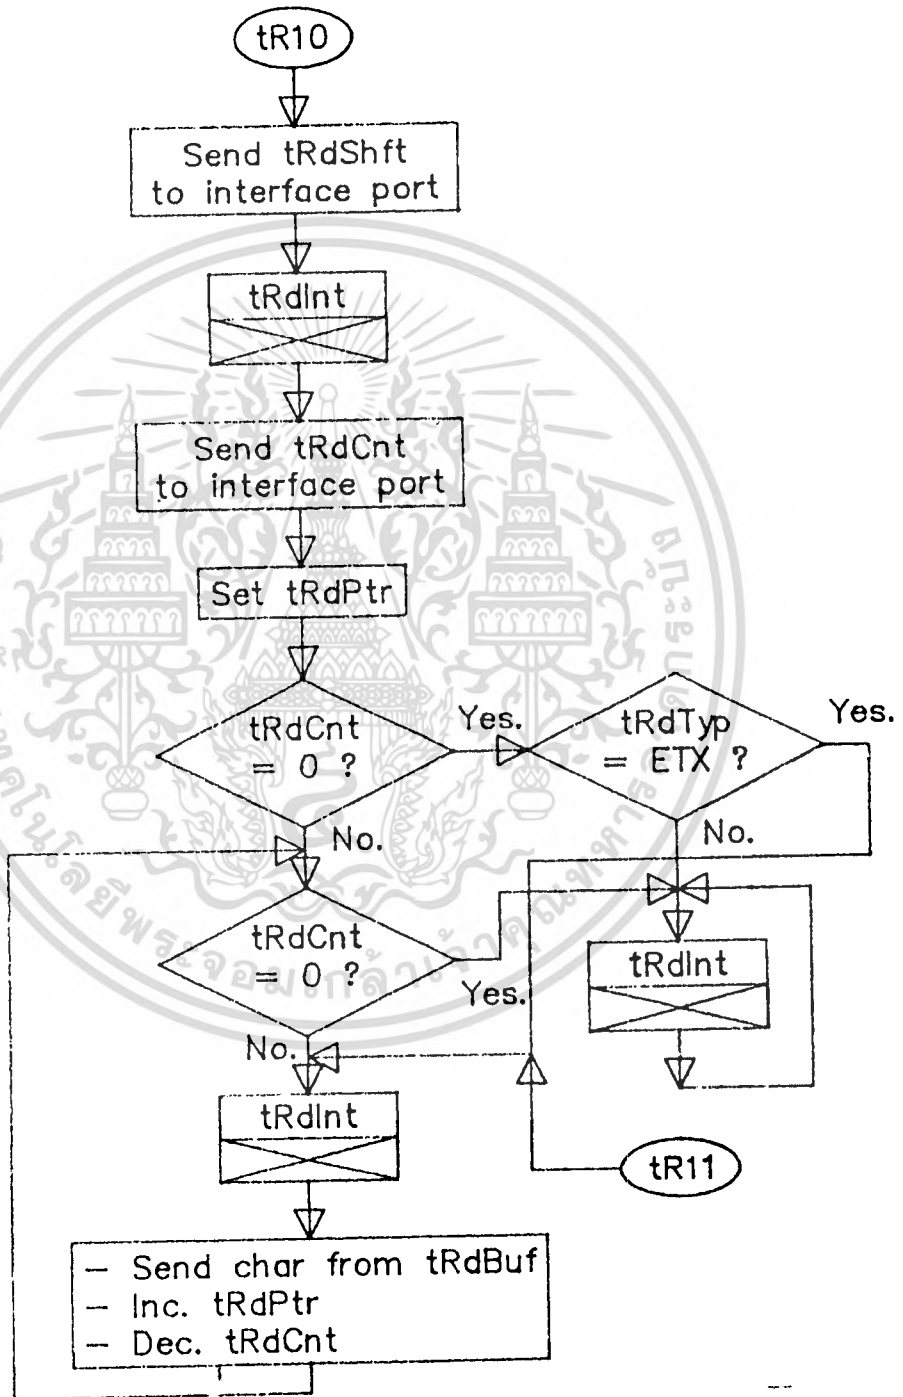 tR10
Send tRdShft
to interface port
tRdInt
Send tRdCnt
to interface port
Set tRdPtr
tRdCnt
= 0 ?
Yes.
tRdTyp
= ETX ?
Yes.
No.
No.
tRdCnt
= 0 ?
Yes.
tRdInt
No.
tRdInt
tR11
- Send char from tRdBuf
- Inc. tRdPtr
- Dec. tRdCnt